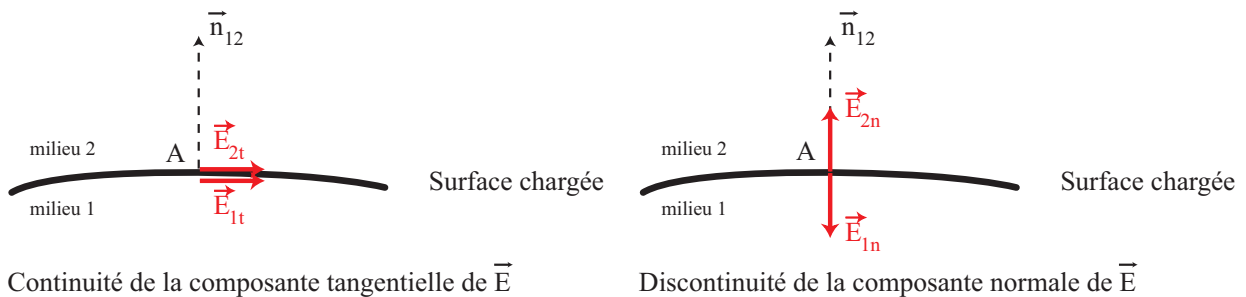 n₁₂
milieu 2
A
E₂ₜ
E₁ₜ
milieu 1
Surface chargée
Continuité de la composante tangentielle de E
n₁₂
E₂ₙ
milieu 2
A
E₁ₙ
milieu 1
Surface chargée
Discontinuité de la composante normale de E